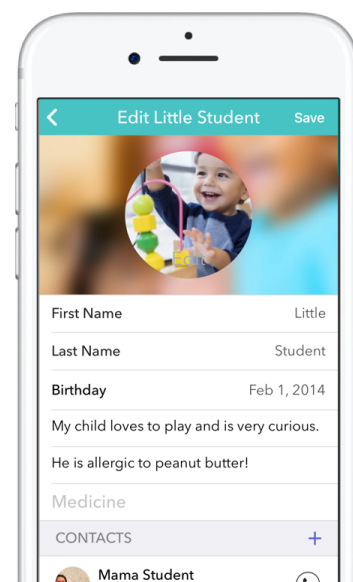 Edit Little Student Save
EDIT
First Name Little
Last Name Student
Birthday Feb 1, 2014
My child loves to play and is very curious.
He is allergic to peanut butter!
Medicine
CONTACTS +
Mama Student